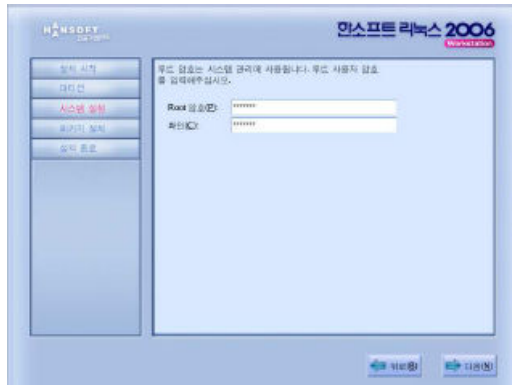 HANSOFT
한소프트 리눅스 2006
Workstation
설치 시작
파티션
시스템 설정
패키지 설치
설치 종료
루트 암호는 시스템 관리에 사용됩니다. 루트 사용자 암호
를 입력해주십시오.
Root 암호(P): *******
확인(C): *******
뒤로(B)
다음(N)